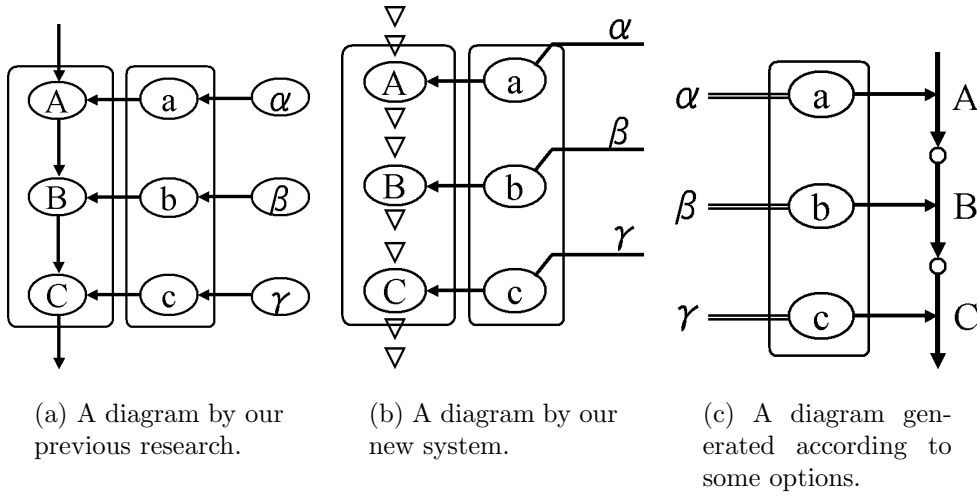 A a α
B b β
C c γ
(a) A diagram by our
previous research.
α
A a
β
B b
γ
C c
(b) A diagram by our
new system.
α a A
β b B
γ c C
(c) A diagram gen-
erated according to
some options.